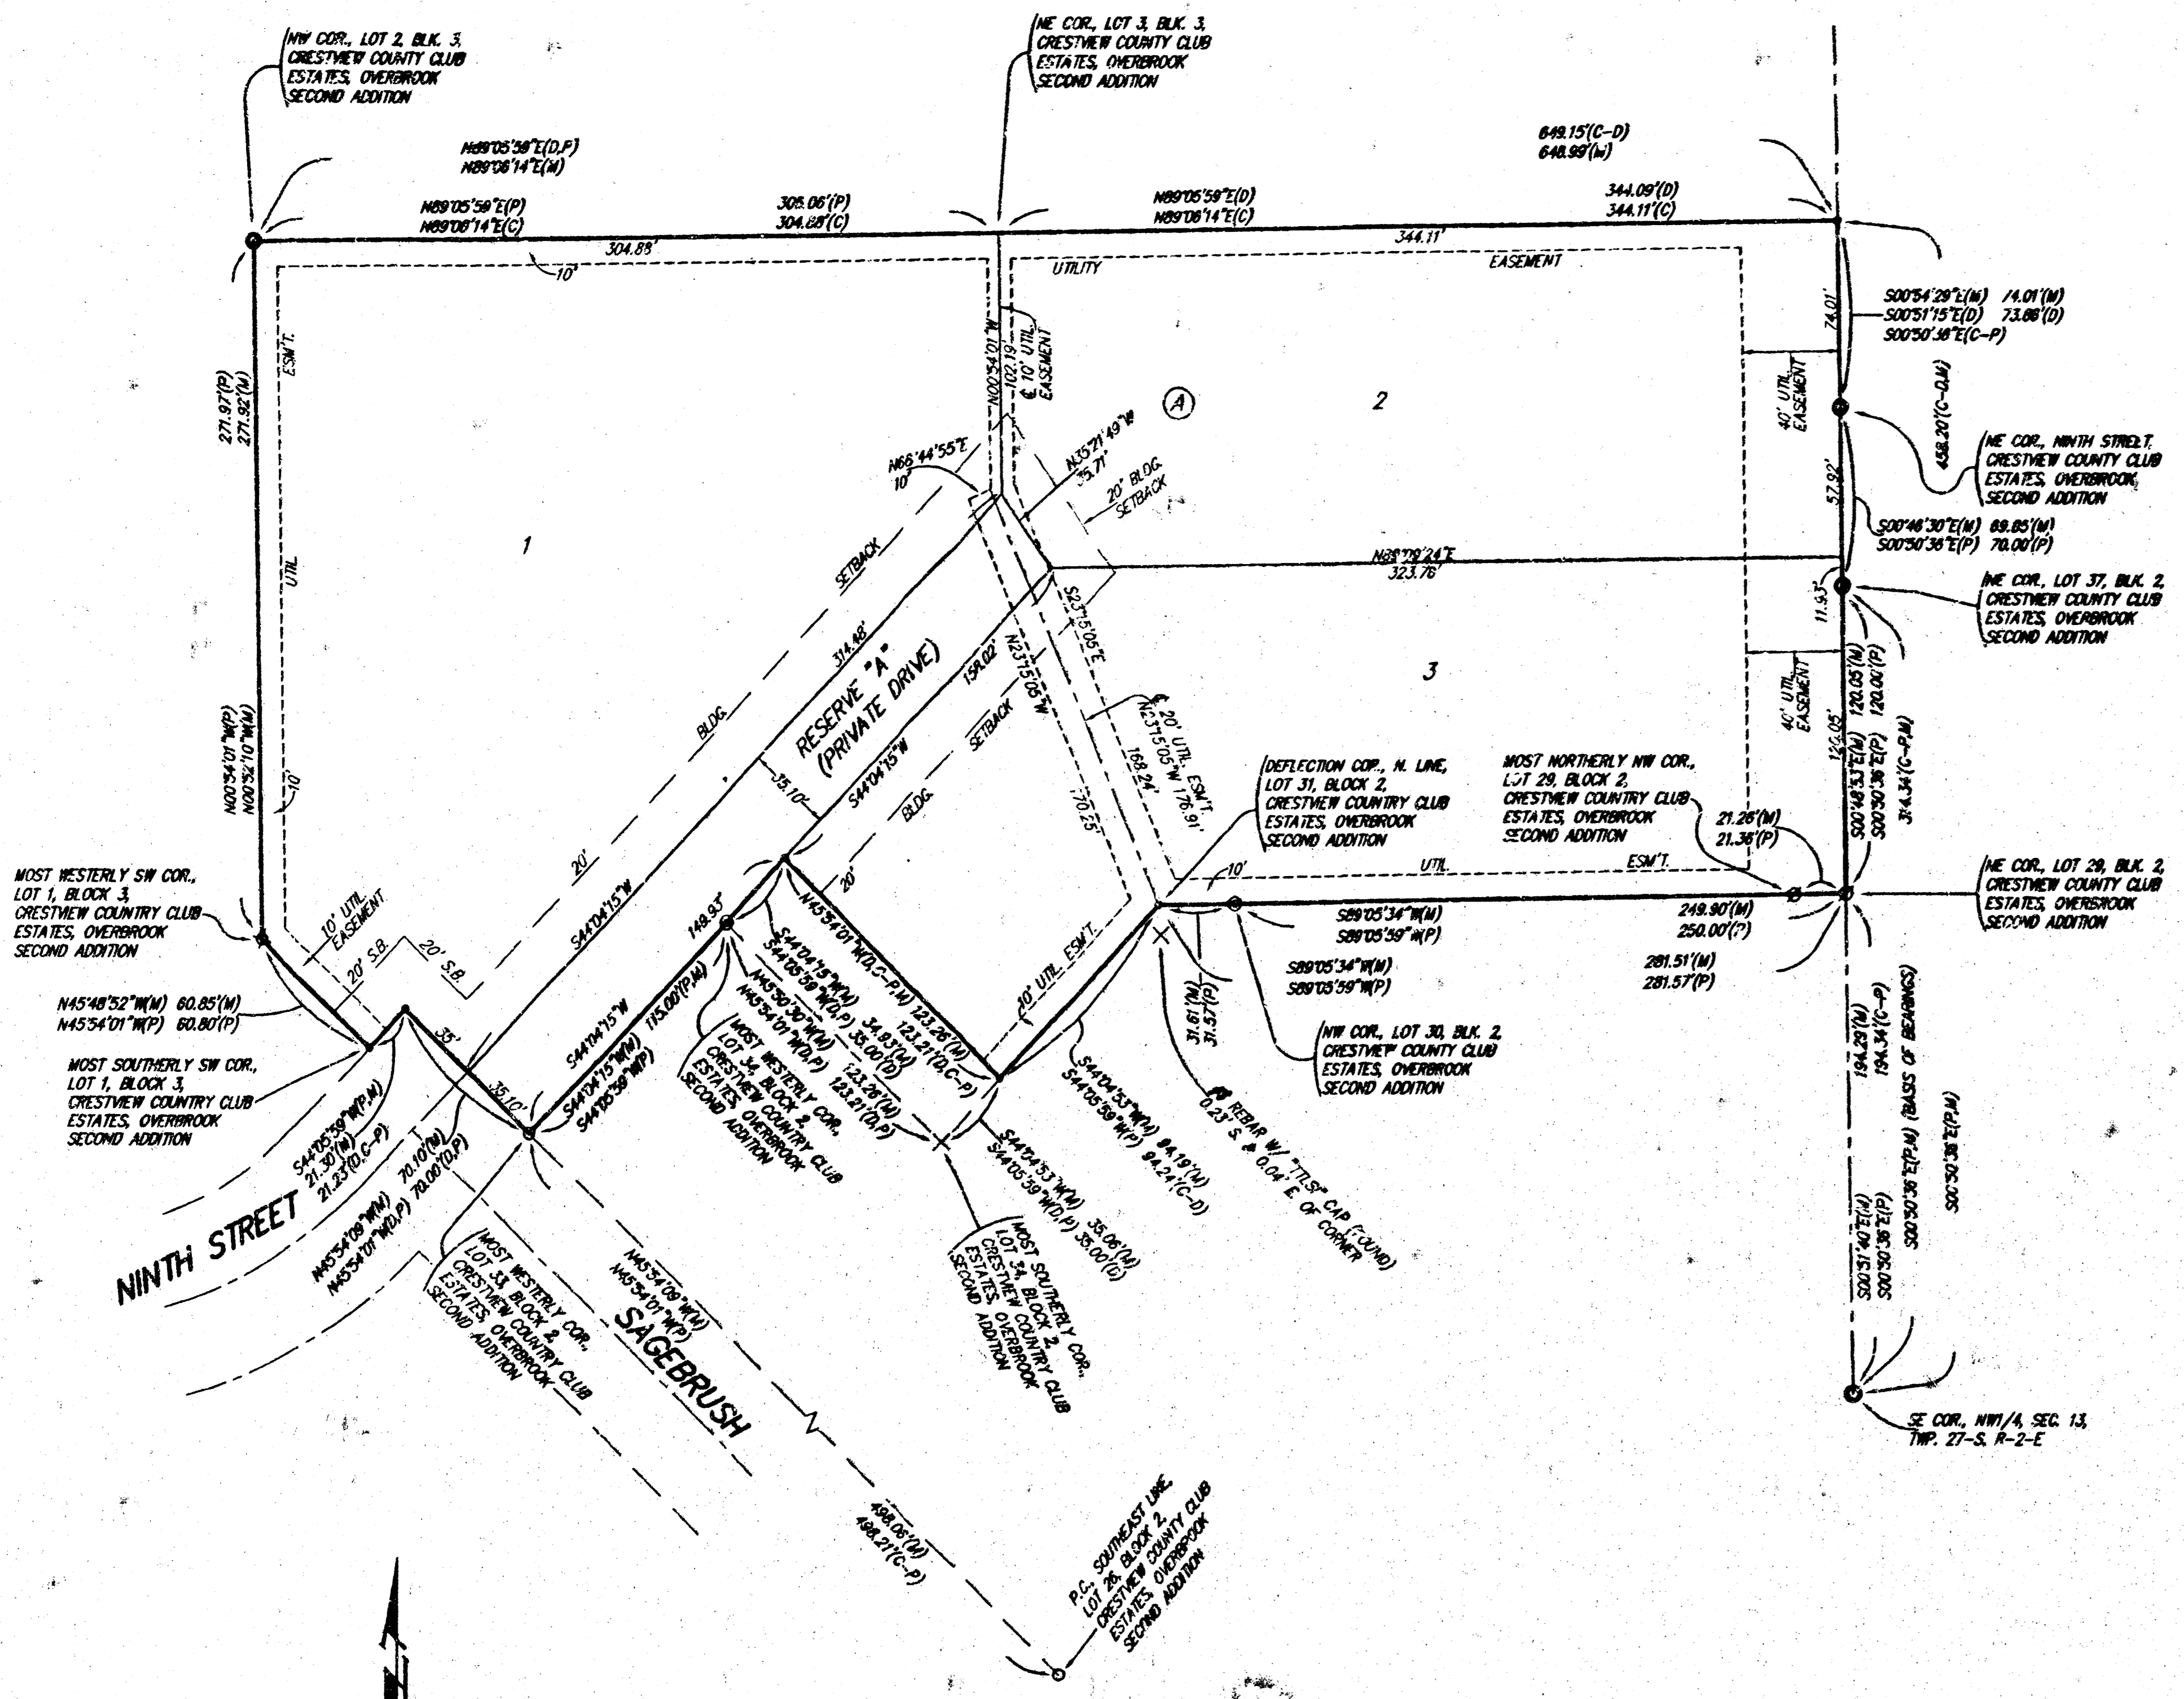 NW COR., LOT 2, BLK. 3,
CRESTVIEW COUNTY CLUB
ESTATES, OVERBROOK
SECOND ADDITION
NE COR., LOT 3, BLK. 3,
CRESTVIEW COUNTY CLUB
ESTATES, OVERBROOK
SECOND ADDITION
649.15'(C-D)
648.99'(M)
N89°05'59"E(D,P)
N89°06'14"E(M)
N89°05'59"E(P)
N89°06'14"E(C)
305.06'(P)
304.88'(C)
N89°05'59"E(D)
N89°06'14"E(C)
344.09'(D)
344.11'(C)
304.88'
10'
344.11'
UTILITY
EASEMENT
S00°54'29"E(M) 74.01'(M)
S00°51'15"E(D) 73.86'(D)
S00°50'36"E(C-P)
74.01'
ESM'T.
271.97'(P)
271.92'(M)
N00°54'01"W
102.19'
℄ 10' UTIL.
EASEMENT
A
2
40' UTIL.
EASEMENT
458.20'(C-D,M)
NE COR., NINTH STREET,
CRESTVIEW COUNTY CLUB
ESTATES, OVERBROOK
SECOND ADDITION
N66°44'55"E
10'
N35°21'49"W
35.71'
20' BLDG.
SETBACK
57.92'
S00°46'30"E(M) 69.85'(M)
S00°50'36"E(P) 70.00'(P)
1
UTIL.
SETBACK
N89°09'24"E
323.76'
11.93'
NE COR., LOT 37, BLK. 2,
CRESTVIEW COUNTY CLUB
ESTATES, OVERBROOK
SECOND ADDITION
314.48'
RESERVE "A"
(PRIVATE DRIVE)
158.02'
S23°15'05"E
N23°15'05"W
3
40' UTIL.
EASEMENT
120.05'
S00°48'53"E(M) 120.05'(M)
S00°50'36"E(P) 120.00'(P)
314.34'(C-P,M)
N00°54'01"W(P)
N00°52'10"W(M)
10'
BLDG.
35.10'
S44°04'15"W
SETBACK
BLDG.
℄ 20' UTIL. ESM'T.
N23°15'05"W 176.91'
168.24'
170.25'
DEFLECTION COR., N. LINE,
LOT 31, BLOCK 2,
CRESTVIEW COUNTRY CLUB
ESTATES, OVERBROOK
SECOND ADDITION
MOST NORTHERLY NW COR.,
LOT 29, BLOCK 2,
CRESTVIEW COUNTRY CLUB
ESTATES, OVERBROOK
SECOND ADDITION
21.26'(M)
21.36'(P)
10'
UTIL.
ESM'T.
MOST WESTERLY SW COR.,
LOT 1, BLOCK 3,
CRESTVIEW COUNTRY CLUB
ESTATES, OVERBROOK
SECOND ADDITION
10' UTIL.
EASEMENT
20' S.B.
20' S.B.
20'
S44°04'15"W
20'
149.93'
NE COR., LOT 29, BLK. 2,
CRESTVIEW COUNTY CLUB
ESTATES, OVERBROOK
SECOND ADDITION
S89°05'34"W(M)
S89°05'59"W(P)
249.90'(M)
250.00'(P)
S89°05'34"W(M)
S89°05'59"W(P)
281.51'(M)
281.57'(P)
31.61'(M)
31.57'(P)
N45°54'01"W(D,C-P,M) 123.26'(M)
123.21'(D,C-P)
S44°04'15"W(M) 34.93'(M)
S44°05'59"W(D,P) 35.00'(D)
N45°50'30"W(M) 123.26'(M)
N45°54'01"W(D,P) 123.21'(D,P)
10' UTIL. ESM'T.
N45°48'52"W(M) 60.85'(M)
N45°54'01"W(P) 60.80'(P)
35'
35.10'
S44°04'15"W
115.00'(P,M)
S44°04'15"W(M)
S44°05'59"W(P)
MOST SOUTHERLY SW COR.,
LOT 1, BLOCK 3,
CRESTVIEW COUNTRY CLUB
ESTATES, OVERBROOK
SECOND ADDITION
MOST WESTERLY COR.,
LOT 34, BLOCK 2,
CRESTVIEW COUNTRY CLUB
ESTATES, OVERBROOK
SECOND ADDITION
NW COR., LOT 30, BLK. 2,
CRESTVIEW COUNTY CLUB
ESTATES, OVERBROOK
SECOND ADDITION
S44°04'53"W(M) 94.19'(M)
S44°05'59"W(P) 94.24'(C-D)
REBAR W/ "TTLSI" CAP (FOUND)
0.23' S. & 0.04' E. OF CORNER
S44°04'53"W(M) 35.06'(M)
S44°05'59"W(D,P) 35.00'(D)
194.29'(M)
194.34'(C-P)
S00°51'40"E(M)
S00°50'36"E(P)
S00°50'36"E(P,M) (BASIS OF BEARINGS)
S00°50'36"E(P,M)
S44°05'59"W(P,M)
21.30'(M)
21.23'(D,C-P)
NINTH STREET
N45°54'09"W(M) 70.10'(M)
N45°54'01"W(D,P) 70.00'(D,P)
MOST WESTERLY COR.,
LOT 33, BLOCK 2,
CRESTVIEW COUNTRY CLUB
ESTATES, OVERBROOK
SECOND ADDITION
N45°54'09"W(M)
N45°54'01"W(P)
SAGEBRUSH
MOST SOUTHERLY COR.,
LOT 34, BLOCK 2,
CRESTVIEW COUNTRY CLUB
ESTATES, OVERBROOK
SECOND ADDITION
SE COR., NW1/4, SEC. 13,
TWP. 27-S, R-2-E
498.06'(M)
498.21'(C-P)
P.C., SOUTHEAST LINE,
LOT 26, BLOCK 2,
CRESTVIEW COUNTY CLUB
ESTATES, OVERBROOK
SECOND ADDITION